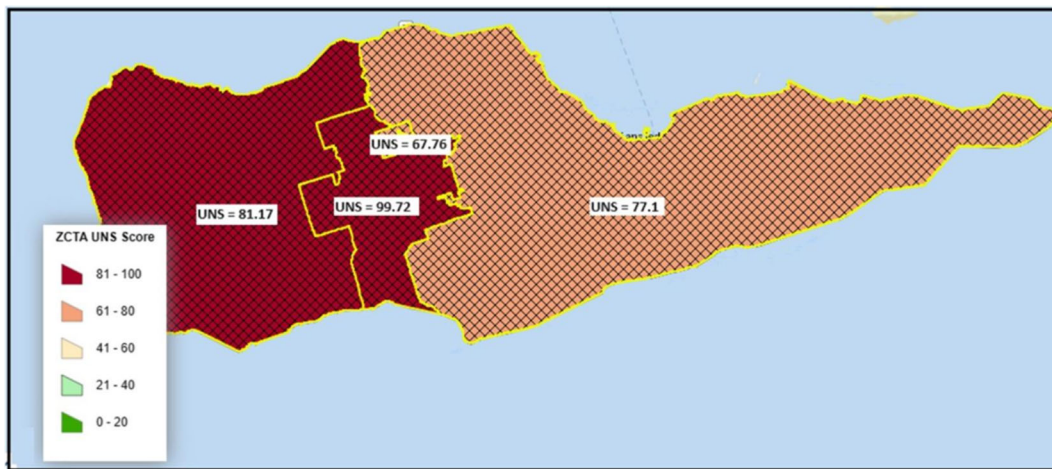 UNS = 67.76
UNS = 81.17
UNS = 99.72
UNS = 77.1
ZCTA UNS Score
81 - 100
61 - 80
41 - 60
21 - 40
0 - 20